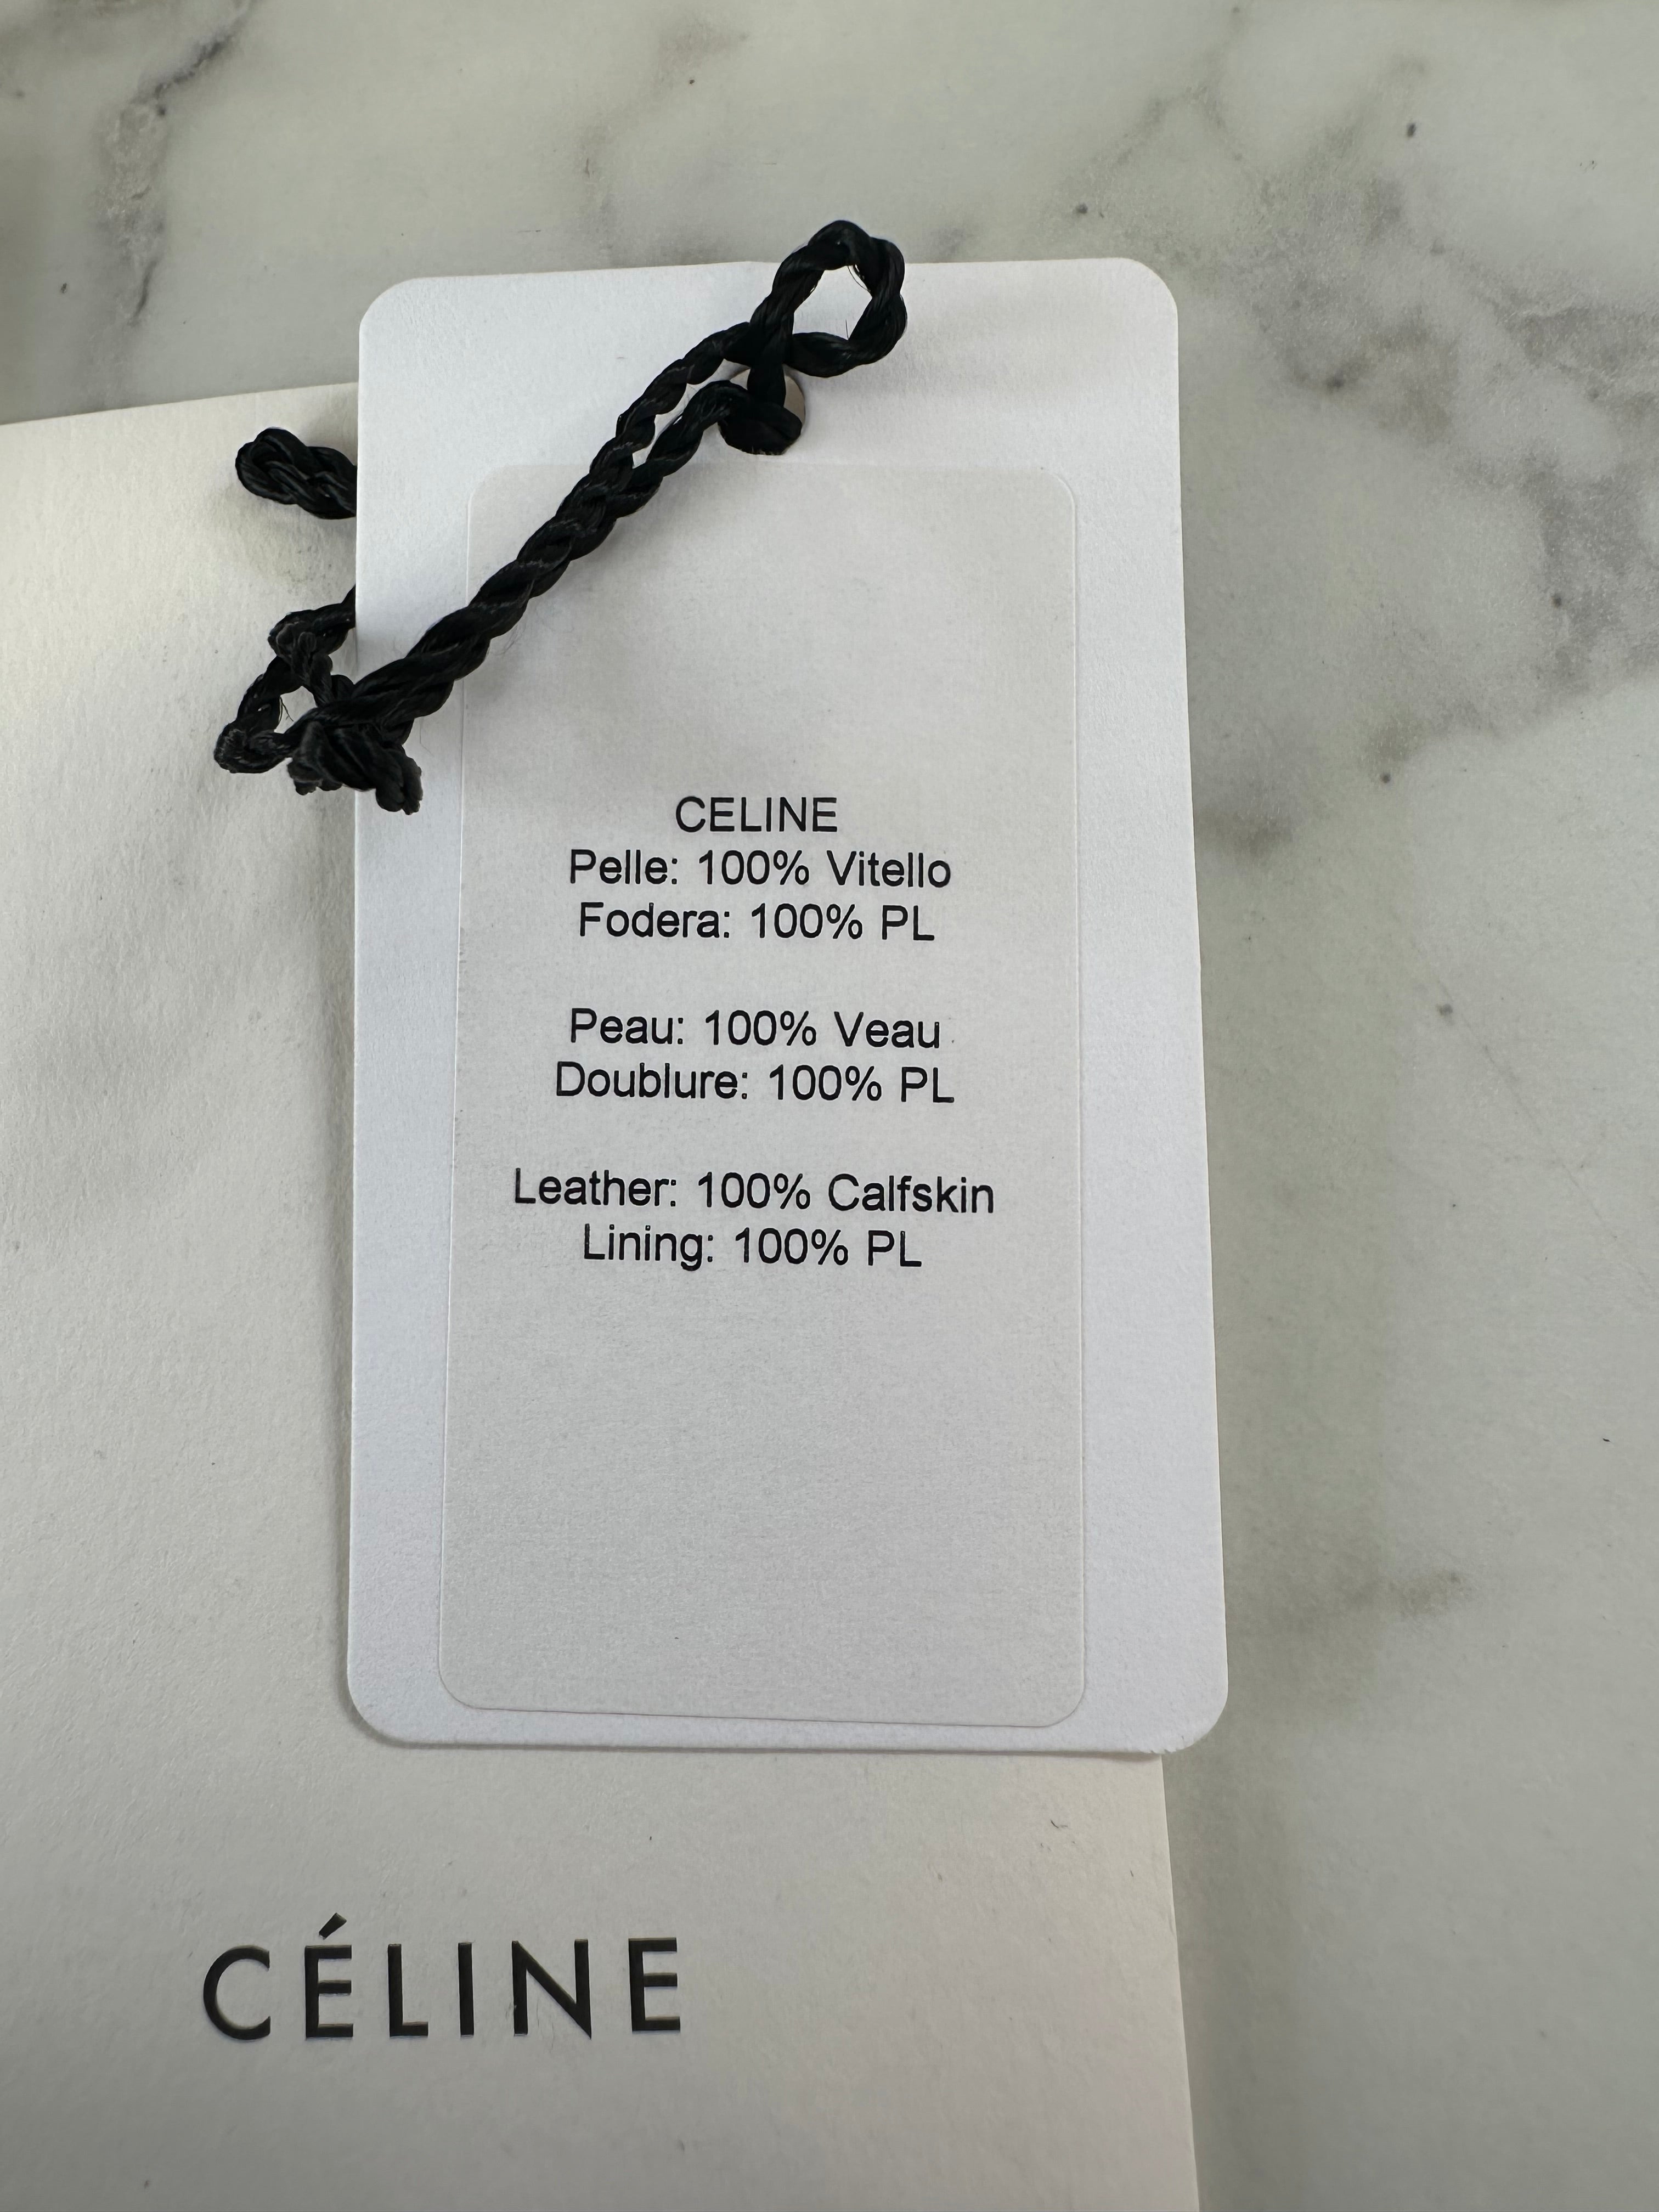 CELINE
Pelle: 100% Vitello
Fodera: 100% PL
Peau: 100% Veau
Doublure: 100% PL
Leather: 100% Calfskin
Lining: 100% PL
CÉLINE